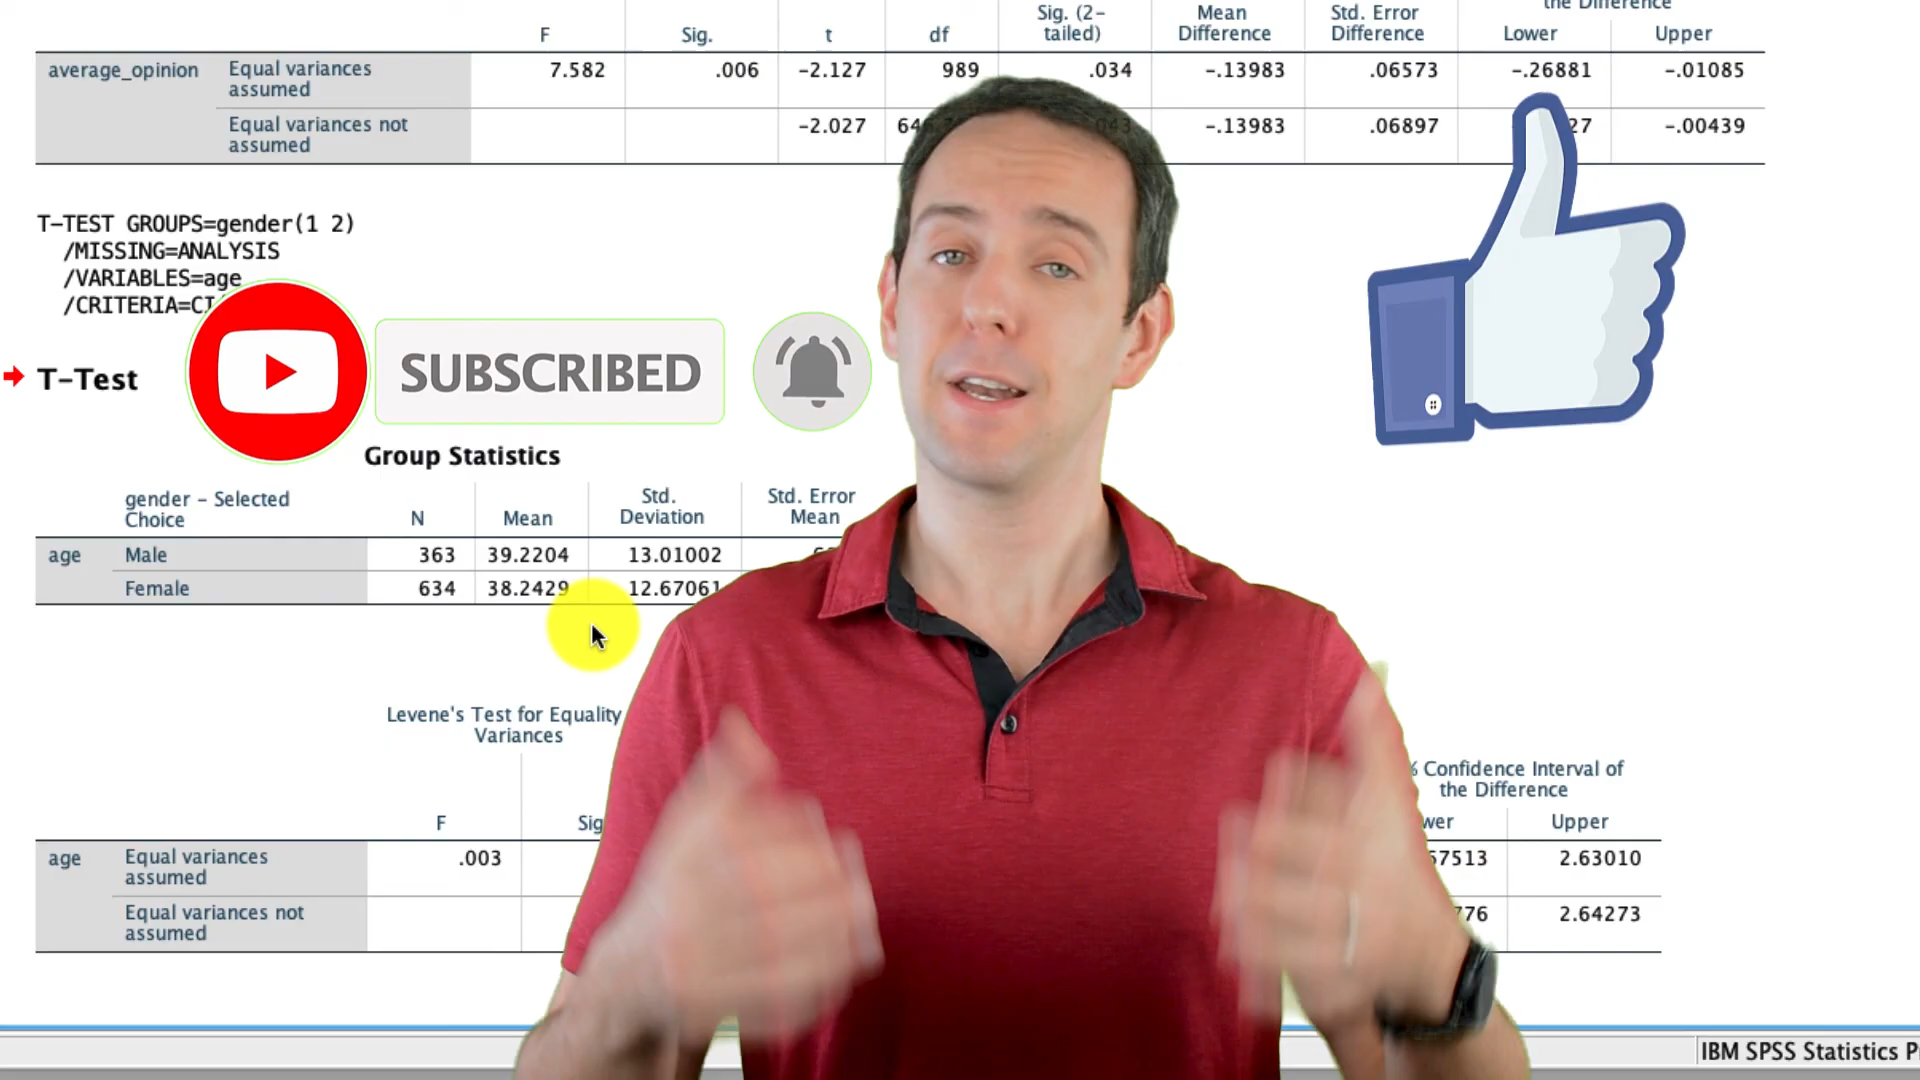 the Difference
F Sig. t df Sig. (2-tailed) Mean Difference Std. Error Difference Lower Upper
average_opinion Equal variances assumed 7.582 .006 -2.127 989 .034 -.13983 .06573 -.26881 -.01085
Equal variances not assumed -2.027 -.13983 .06897 -.00439
T-TEST GROUPS=gender(1 2)
/MISSING=ANALYSIS
/VARIABLES=age
T-Test
SUBSCRIBED
Group Statistics
gender - Selected Choice N Mean Std. Deviation Std. Error Mean
age Male 363 39.2204 13.01002
Female 634 38.2429 12.67061
Levene's Test for Equality
Variances
Confidence Interval of
the Difference
F Upper
age Equal variances assumed .003 2.63010
Equal variances not assumed 2.64273
IBM SPSS Statistics